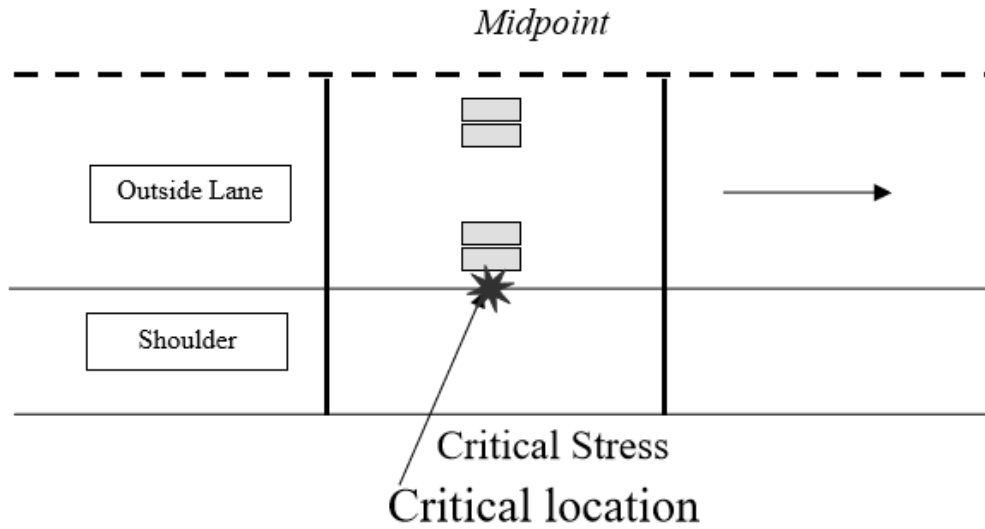 Midpoint
Outside Lane
Shoulder
Critical Stress
Critical location